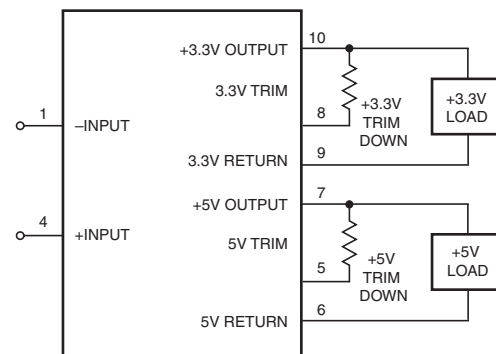 10
+3.3V OUTPUT
3.3V TRIM
8
+3.3V
TRIM
DOWN
+3.3V
LOAD
1
–INPUT
9
3.3V RETURN
7
+5V OUTPUT
4
+INPUT
5V TRIM
5
+5V
TRIM
DOWN
+5V
LOAD
6
5V RETURN